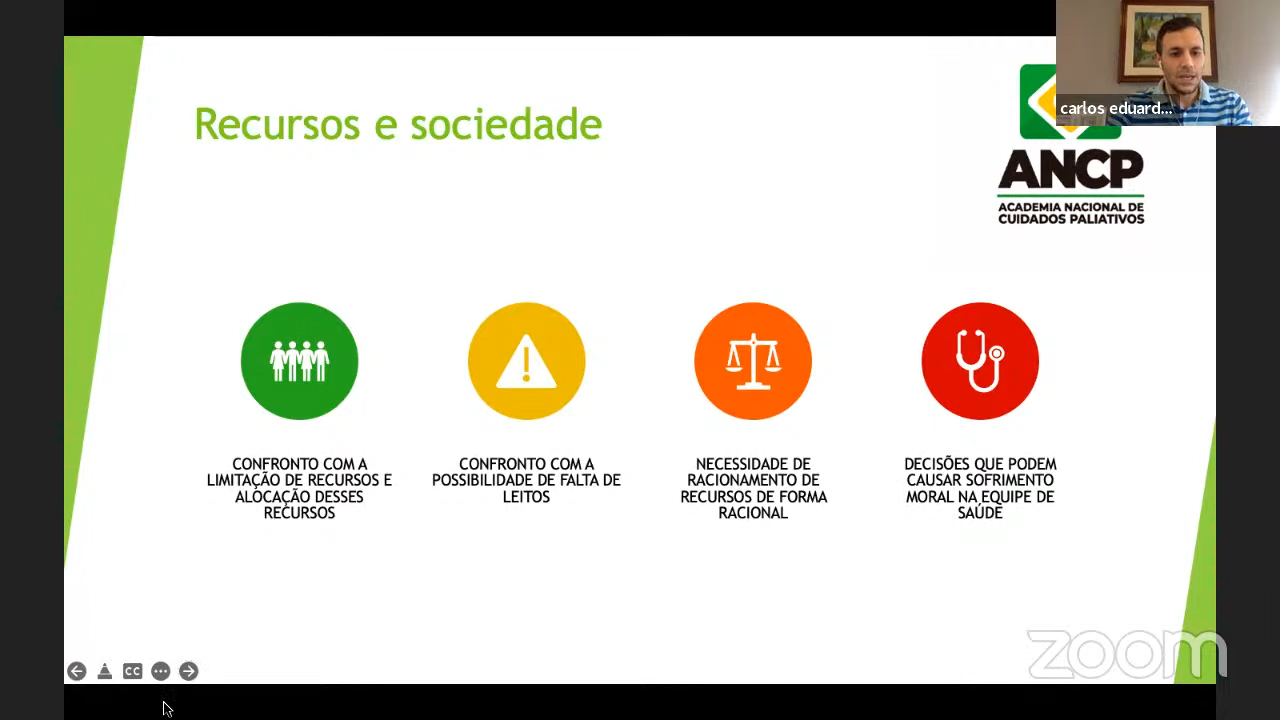 carlos eduard...
Recursos e sociedade
ANCP
ACADEMIA NACIONAL DE
CUIDADOS PALIATIVOS
CONFRONTO COM A
LIMITAÇÃO DE RECURSOS E
ALOCAÇÃO DESSES
RECURSOS
CONFRONTO COM A
POSSIBILIDADE DE FALTA DE
LEITOS
NECESSIDADE DE
RACIONAMENTO DE
RECURSOS DE FORMA
RACIONAL
DECISÕES QUE PODEM
CAUSAR SOFRIMENTO
MORAL NA EQUIPE DE
SAÚDE
CC
zoom